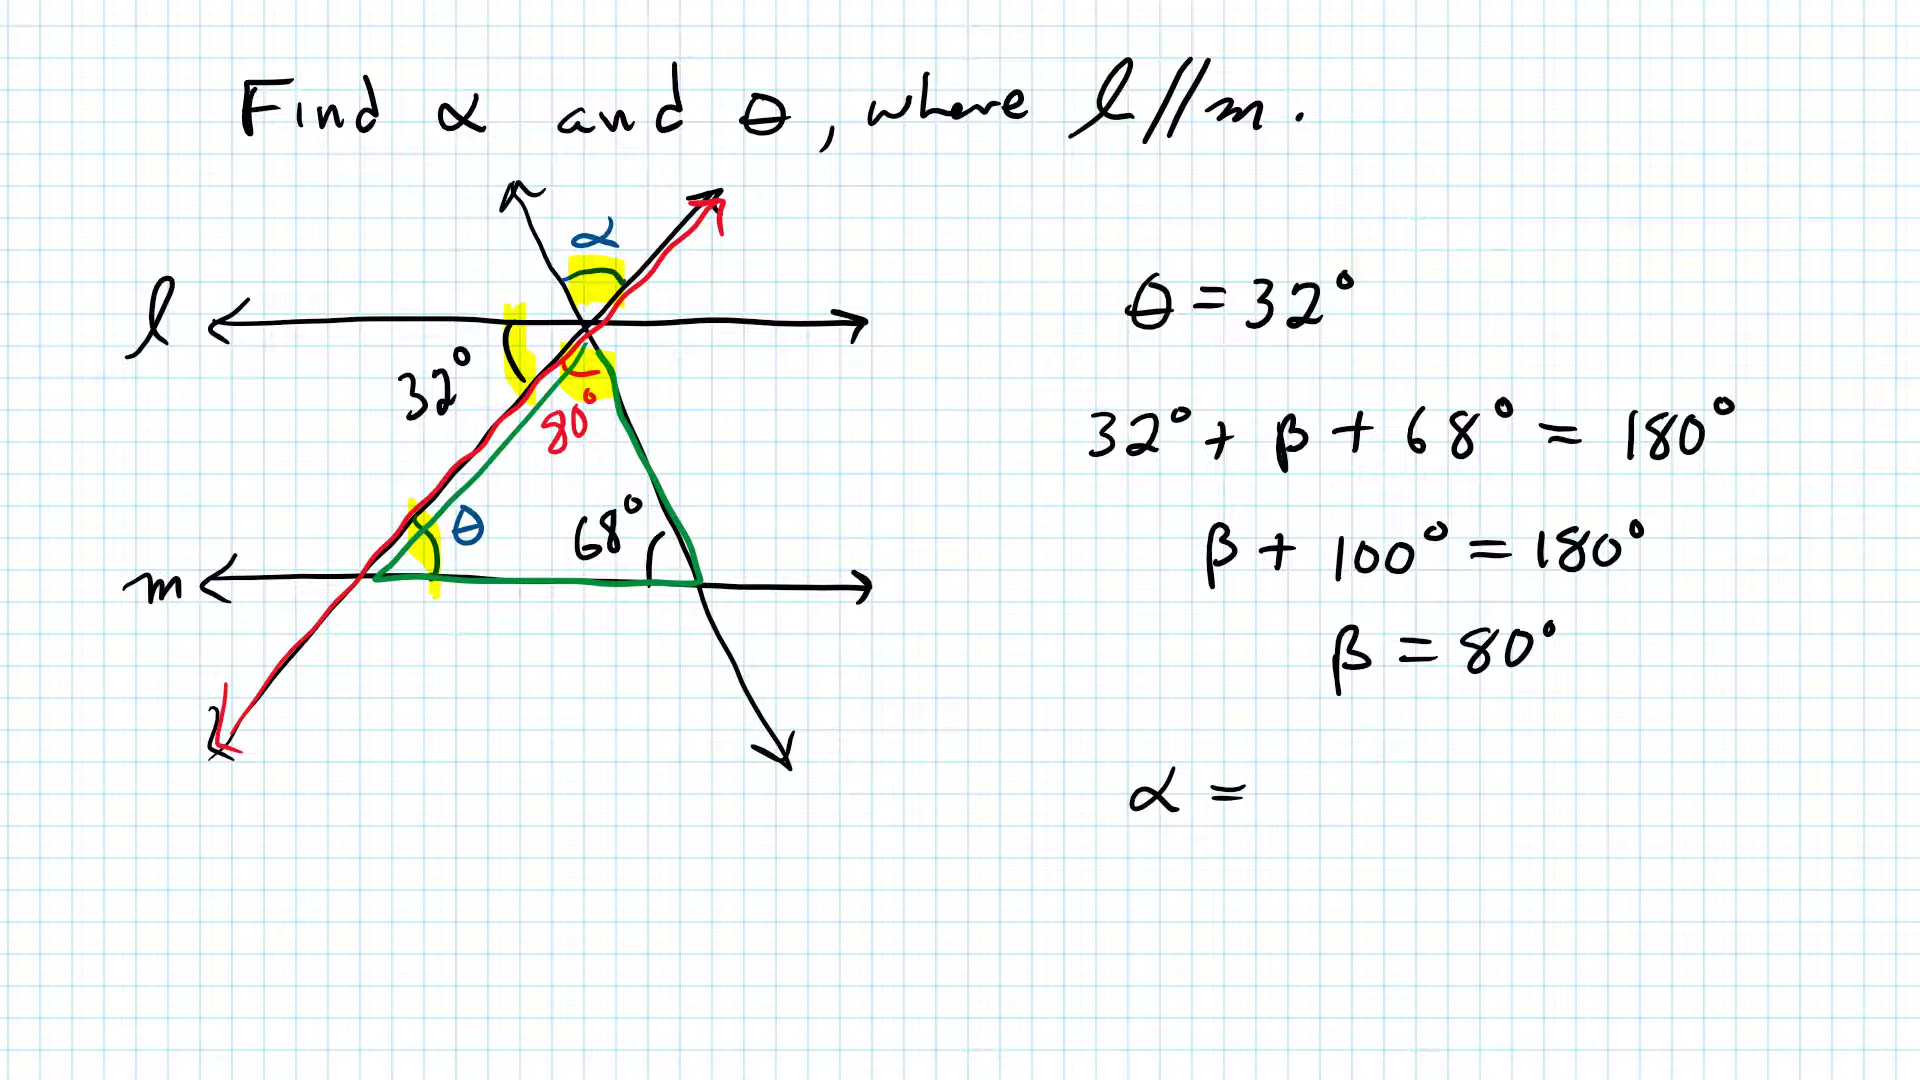 Find α and θ, where l//m.
α
l
32°
80°
θ
68°
m
θ = 32°
32° + β + 68° = 180°
β + 100° = 180°
β = 80°
α =